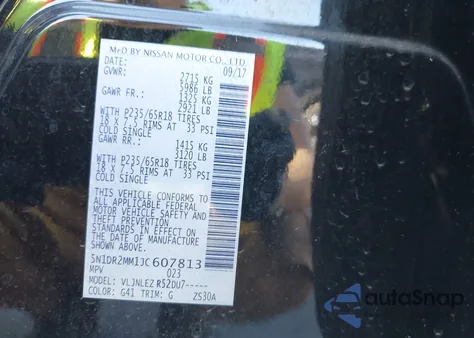 MFD BY NISSAN MOTOR CO., LTD.
DATE: 09/17
GVWR: 2715 KG
5986 LB
GAWR FR.: 1325 KG
2921 LB
WITH P235/65R18 TIRES
18 X 7.5 RIMS AT 33 PSI
COLD SINGLE
GAWR RR.: 1415 KG
3120 LB
WITH P235/65R18 TIRES
18 X 7.5 RIMS AT 33 PSI
COLD SINGLE
THIS VEHICLE CONFORMS TO
ALL APPLICABLE FEDERAL
MOTOR VEHICLE SAFETY AND
THEFT PREVENTION
STANDARDS IN EFFECT ON
THE DATE OF MANUFACTURE
SHOWN ABOVE.
5N1DR2MM1JC607813
MPV 023
MODEL: VLJNLEZ R52DU7-----
COLOR: G41 TRIM: G ZS30A
autoSnap